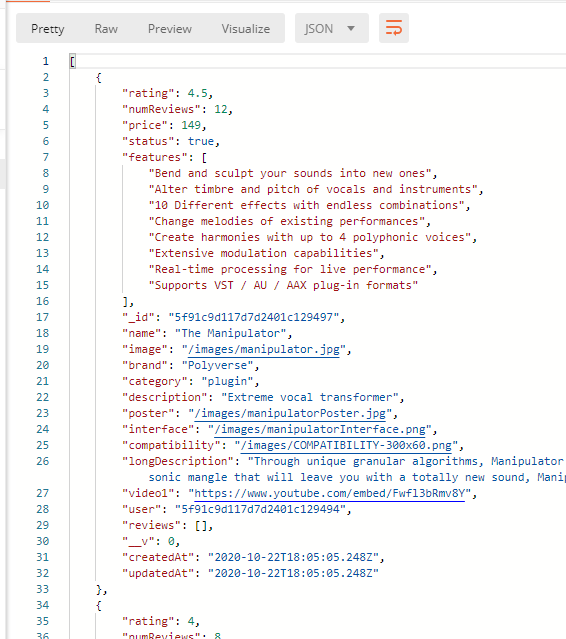 Pretty Raw Preview Visualize JSON
1 [
2 {
3 "rating": 4.5,
4 "numReviews": 12,
5 "price": 149,
6 "status": true,
7 "features": [
8 "Bend and sculpt your sounds into new ones",
9 "Alter timbre and pitch of vocals and instruments",
10 "10 Different effects with endless combinations",
11 "Change melodies of existing performances",
12 "Create harmonies with up to 4 polyphonic voices",
13 "Extensive modulation capabilities",
14 "Real-time processing for live performance",
15 "Supports VST / AU / AAX plug-in formats"
16 ],
17 "_id": "5f91c9d117d7d2401c129497",
18 "name": "The Manipulator",
19 "image": "/images/manipulator.jpg",
20 "brand": "Polyverse",
21 "category": "plugin",
22 "description": "Extreme vocal transformer",
23 "poster": "/images/manipulatorPoster.jpg",
24 "interface": "/images/manipulatorInterface.png",
25 "compatibility": "/images/COMPATIBILITY-300x60.png",
26 "longDescription": "Through unique granular algorithms, Manipulator
sonic mangle that will leave you with a totally new sound, Mani
27 "video1": "https://www.youtube.com/embed/Fwfl3bRmv8Y",
28 "user": "5f91c9d117d7d2401c129494",
29 "reviews": [],
30 "__v": 0,
31 "createdAt": "2020-10-22T18:05:05.248Z",
32 "updatedAt": "2020-10-22T18:05:05.248Z"
33 },
34 {
35 "rating": 4,
36 "numReviews": 8,